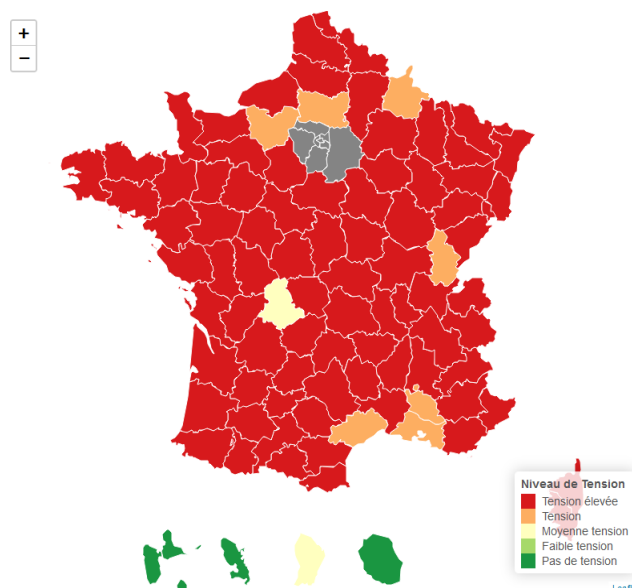 +
−
Niveau de Tension
Tension élevée
Tension
Moyenne tension
Faible tension
Pas de tension